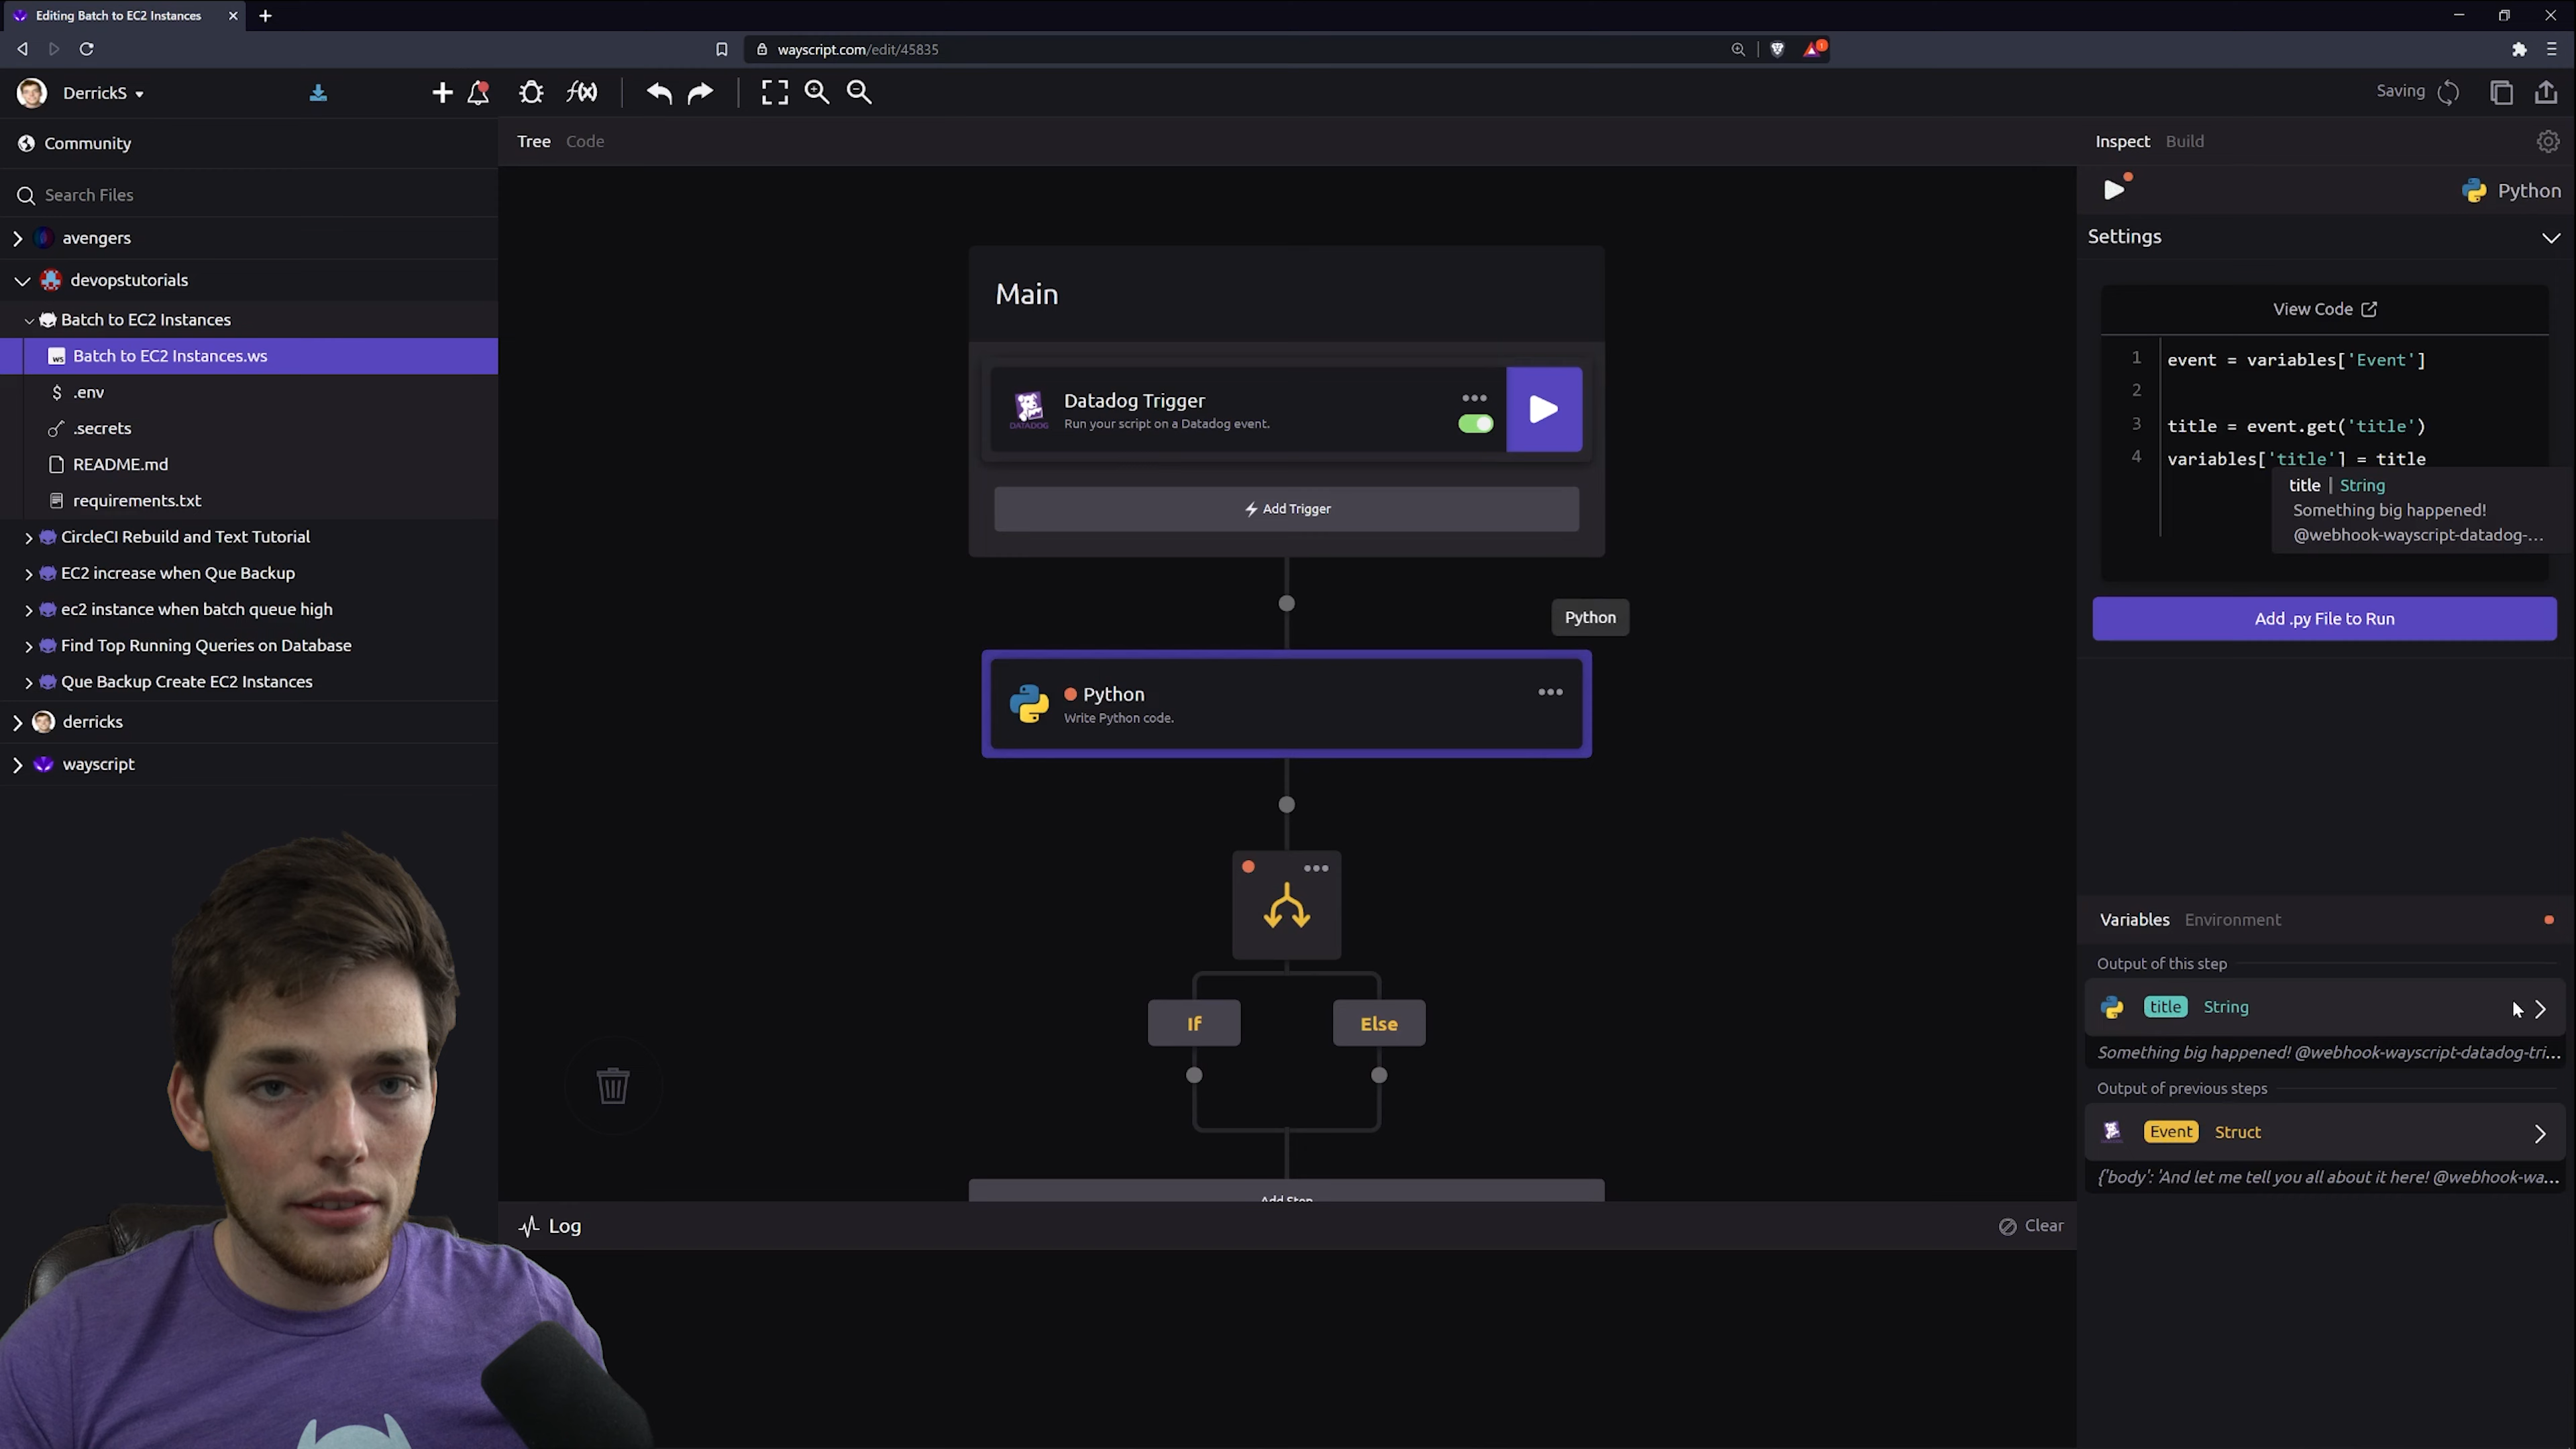 Editing Batch to EC2 Instances
wayscript.com/edit/45835
DerrickS
Saving
Community
Search Files
avengers
devopstutorials
Batch to EC2 Instances
ws
Batch to EC2 Instances.ws
$ .env
.secrets
README.md
requirements.txt
CircleCI Rebuild and Text Tutorial
EC2 increase when Que Backup
ec2 instance when batch queue high
Find Top Running Queries on Database
Que Backup Create EC2 Instances
derricks
wayscript
f(x)
Tree Code
Main
DATADOG
Datadog Trigger
Run your script on a Datadog event.
Add Trigger
Python
Python
Write Python code.
If
Else
Add Step
Log
Clear
Inspect Build
Python
Settings
View Code
1 event = variables['Event']
2
3 title = event.get('title')
4 variables['title'] = title
title | String
Something big happened!
@webhook-wayscript-datadog-...
Add .py File to Run
Variables Environment
Output of this step
title String
Something big happened! @webhook-wayscript-datadog-tri...
Output of previous steps
Event Struct
{'body': 'And let me tell you all about it here! @webhook-wa...